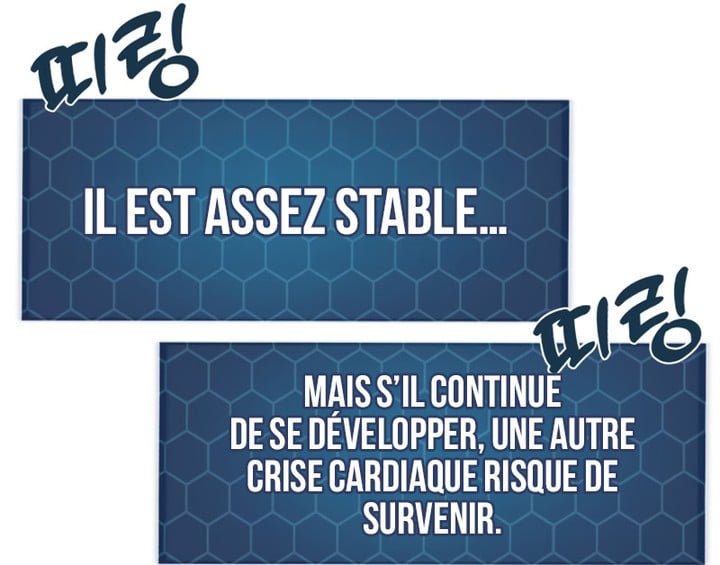 띠링
IL EST ASSEZ STABLE...
띠링
MAIS S'IL CONTINUE
DE SE DÉVELOPPER, UNE AUTRE
CRISE CARDIAQUE RISQUE DE
SURVENIR.